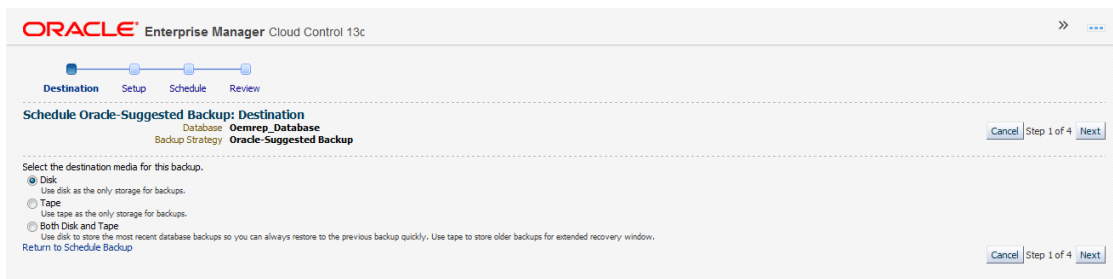 ORACLE Enterprise Manager Cloud Control 13c
Destination Setup Schedule Review
Schedule Oracle-Suggested Backup: Destination
Database Oemrep_Database
Backup Strategy Oracle-Suggested Backup
Cancel Step 1 of 4 Next
Select the destination media for this backup.
Disk
Use disk as the only storage for backups.
Tape
Use tape as the only storage for backups.
Both Disk and Tape
Use disk to store the most recent database backups so you can always restore to the previous backup quickly. Use tape to store older backups for extended recovery window.
Return to Schedule Backup
Cancel Step 1 of 4 Next